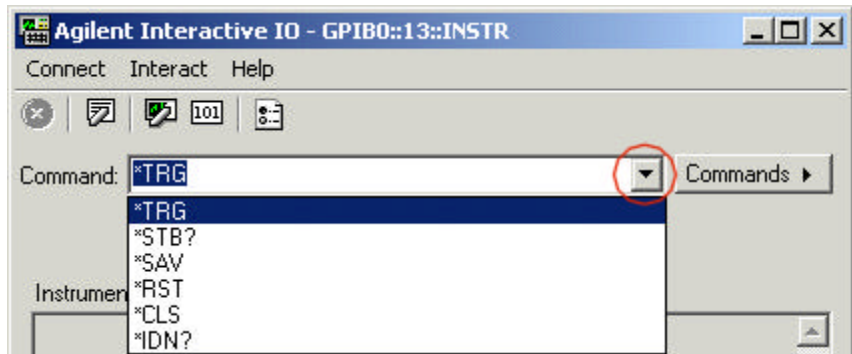 Agilent Interactive IO - GPIB0::13::INSTR
Connect Interact Help
101
Command: *TRG Commands
*TRG
*STB?
*SAV
*RST
Instrumen
*CLS
*IDN?